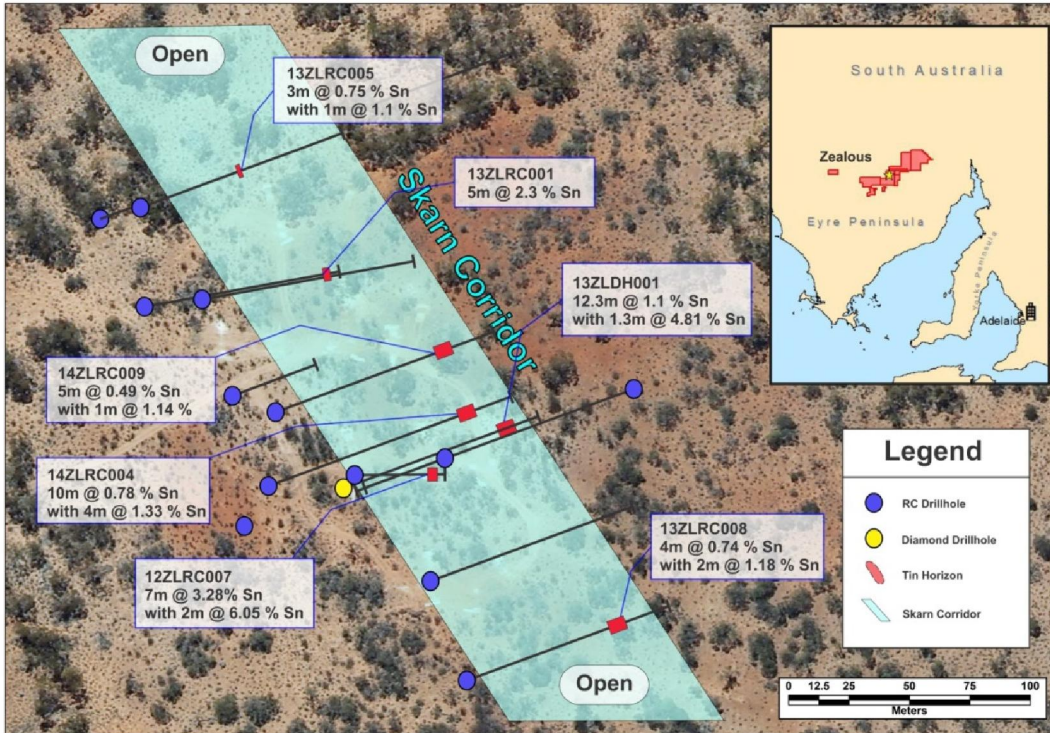 Open
13ZLRC005
3m @ 0.75 % Sn
with 1m @ 1.1 % Sn
13ZLRC001
5m @ 2.3 % Sn
Skarn Corridor
13ZLDH001
12.3m @ 1.1 % Sn
with 1.3m @ 4.81 % Sn
14ZLRC009
5m @ 0.49 % Sn
with 1m @ 1.14 %
14ZLRC004
10m @ 0.78 % Sn
with 4m @ 1.33 % Sn
12ZLRC007
7m @ 3.28% Sn
with 2m @ 6.05 % Sn
13ZLRC008
4m @ 0.74 % Sn
with 2m @ 1.18 % Sn
Open
South Australia
Zealous
Eyre Peninsula
Yorke Peninsula
Adelaide
Legend
RC Drillhole
Diamond Drillhole
Tin Horizon
Skarn Corridor
0 12.5 25 50 75 100
Meters